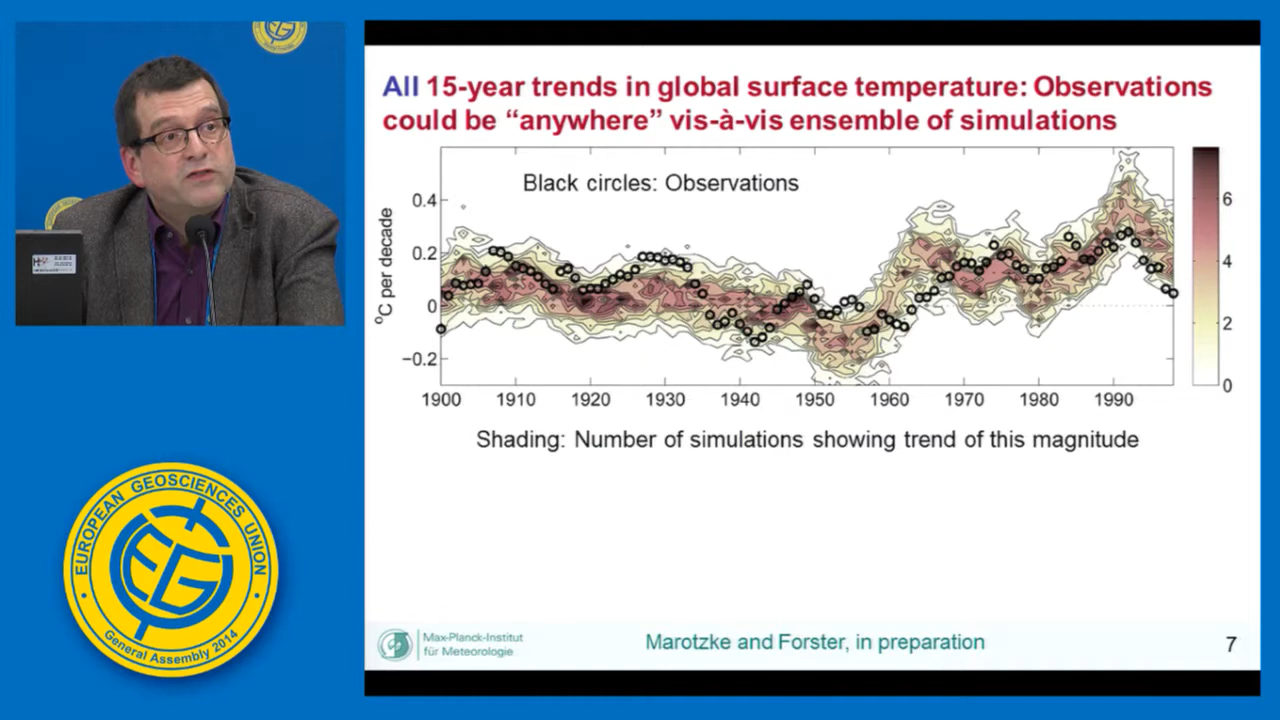 All 15-year trends in global surface temperature: Observations
could be “anywhere” vis-à-vis ensemble of simulations
Black circles: Observations
°C per decade
0.4
0.2
0
−0.2
1900 1910 1920 1930 1940 1950 1960 1970 1980 1990
6
4
2
0
Shading: Number of simulations showing trend of this magnitude
EUROPEAN GEOSCIENCES UNION
EGU
General Assembly 2014
Max-Planck-Institut
für Meteorologie
Marotzke and Forster, in preparation
7